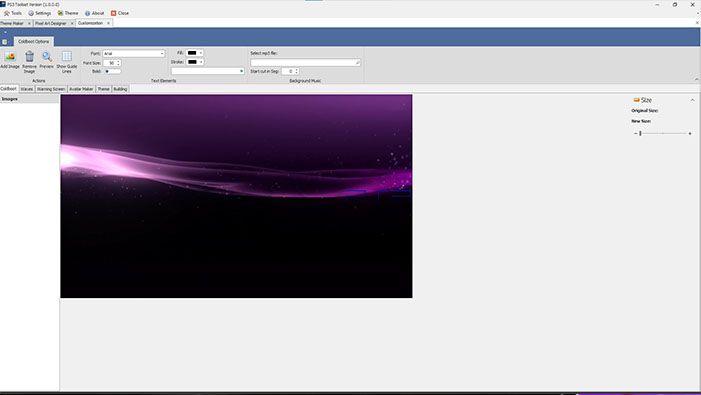 PS3 Toolset Version (1.0.0.0)
Tools Settings Theme About Close
Theme Maker Pixel Art Designer Customization
Coldboot Options
Add Image Remove Image Preview Show Guide Lines
Actions
Font: Arial
Font Size: 90
Bold:
Fill:
Stroke:
Text Elements
Select mp3 file:
Start cut in Seg: 0
Background Music
Coldboot Waves Warning Screen Avatar Maker Theme Building
Images
Size
Original Size:
New Size: